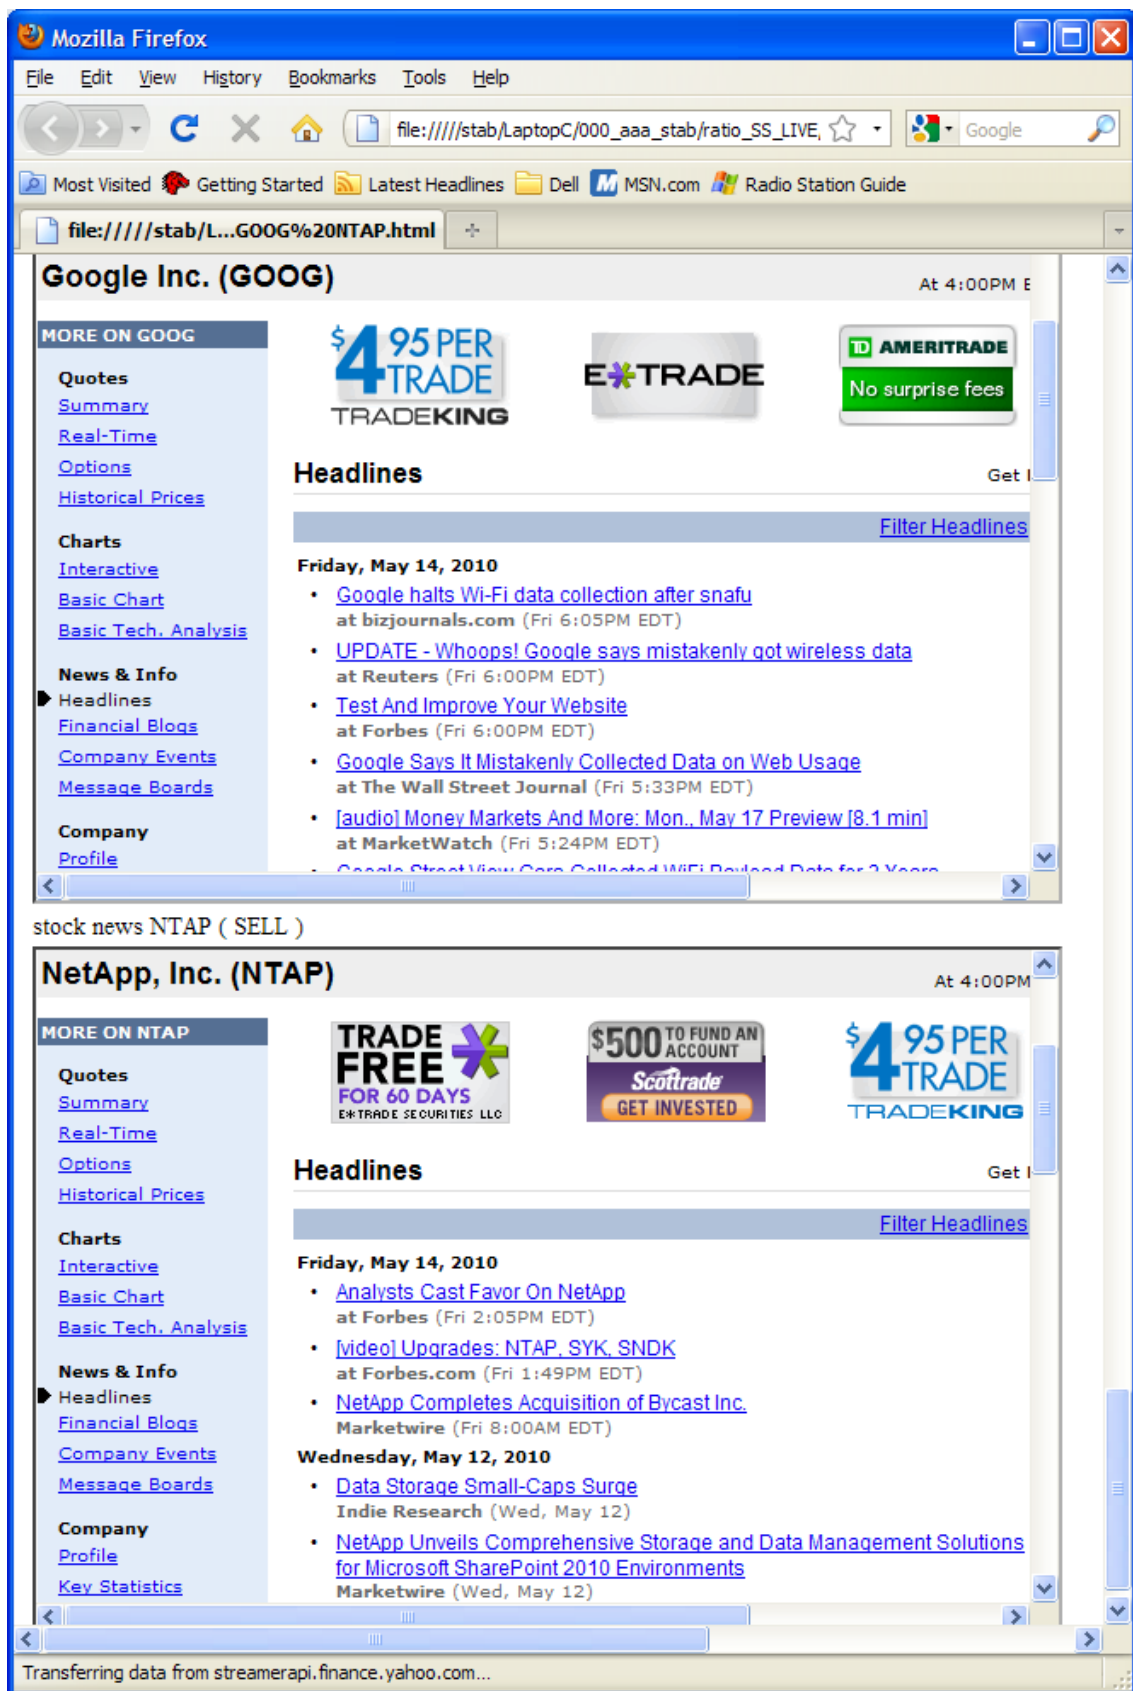 Mozilla Firefox
File Edit View History Bookmarks Tools Help
file://///stab/LaptopC/000_aaa_stab/ratio_SS_LIVE, Google
Most Visited Getting Started Latest Headlines Dell MSN.com Radio Station Guide
file://///stab/L...GOOG%20NTAP.html
Google Inc. (GOOG)
At 4:00PM E
MORE ON GOOG
Quotes
Summary
Real-Time
Options
Historical Prices
Charts
Interactive
Basic Chart
Basic Tech. Analysis
News & Info
Headlines
Financial Blogs
Company Events
Message Boards
Company
Profile
$4 95 PER
TRADE
TRADEKING
E*TRADE
TD AMERITRADE
No surprise fees
Headlines
Get
Filter Headlines
Friday, May 14, 2010
• Google halts Wi-Fi data collection after snafu
at bizjournals.com (Fri 6:05PM EDT)
• UPDATE - Whoops! Google says mistakenly got wireless data
at Reuters (Fri 6:00PM EDT)
• Test And Improve Your Website
at Forbes (Fri 6:00PM EDT)
• Google Says It Mistakenly Collected Data on Web Usage
at The Wall Street Journal (Fri 5:33PM EDT)
• [audio] Money Markets And More: Mon., May 17 Preview [8.1 min]
at MarketWatch (Fri 5:24PM EDT)
• Google Street View Cars Collected WiFi Payload Data for 3 Years
stock news NTAP ( SELL )
NetApp, Inc. (NTAP)
At 4:00PM
MORE ON NTAP
Quotes
Summary
Real-Time
Options
Historical Prices
Charts
Interactive
Basic Chart
Basic Tech. Analysis
News & Info
Headlines
Financial Blogs
Company Events
Message Boards
Company
Profile
Key Statistics
TRADE
FREE
FOR 60 DAYS
E*TRADE SECURITIES LLC
$500 TO FUND AN
ACCOUNT
Scottrade
GET INVESTED
$4 95 PER
TRADE
TRADEKING
Headlines
Get
Filter Headlines
Friday, May 14, 2010
• Analysts Cast Favor On NetApp
at Forbes (Fri 2:05PM EDT)
• [video] Upgrades: NTAP, SYK, SNDK
at Forbes.com (Fri 1:49PM EDT)
• NetApp Completes Acquisition of Bycast Inc.
Marketwire (Fri 8:00AM EDT)
Wednesday, May 12, 2010
• Data Storage Small-Caps Surge
Indie Research (Wed, May 12)
• NetApp Unveils Comprehensive Storage and Data Management Solutions
for Microsoft SharePoint 2010 Environments
Marketwire (Wed, May 12)
Transferring data from streamerapi.finance.yahoo.com...